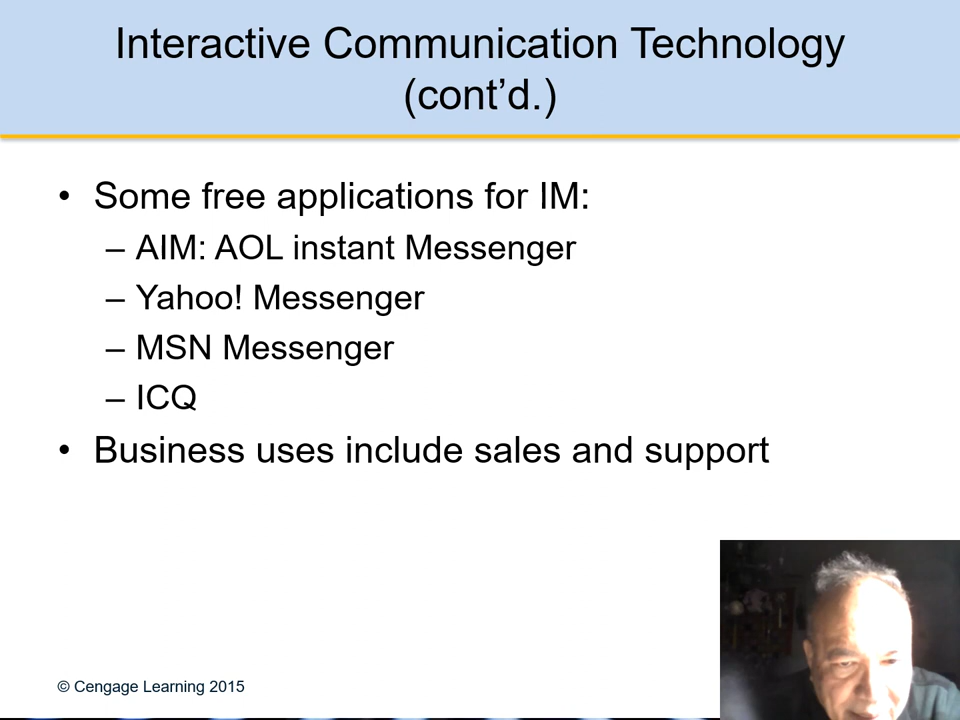 Interactive Communication Technology
(cont’d.)
• Some free applications for IM:
– AIM: AOL instant Messenger
– Yahoo! Messenger
– MSN Messenger
– ICQ
• Business uses include sales and support
© Cengage Learning 2015